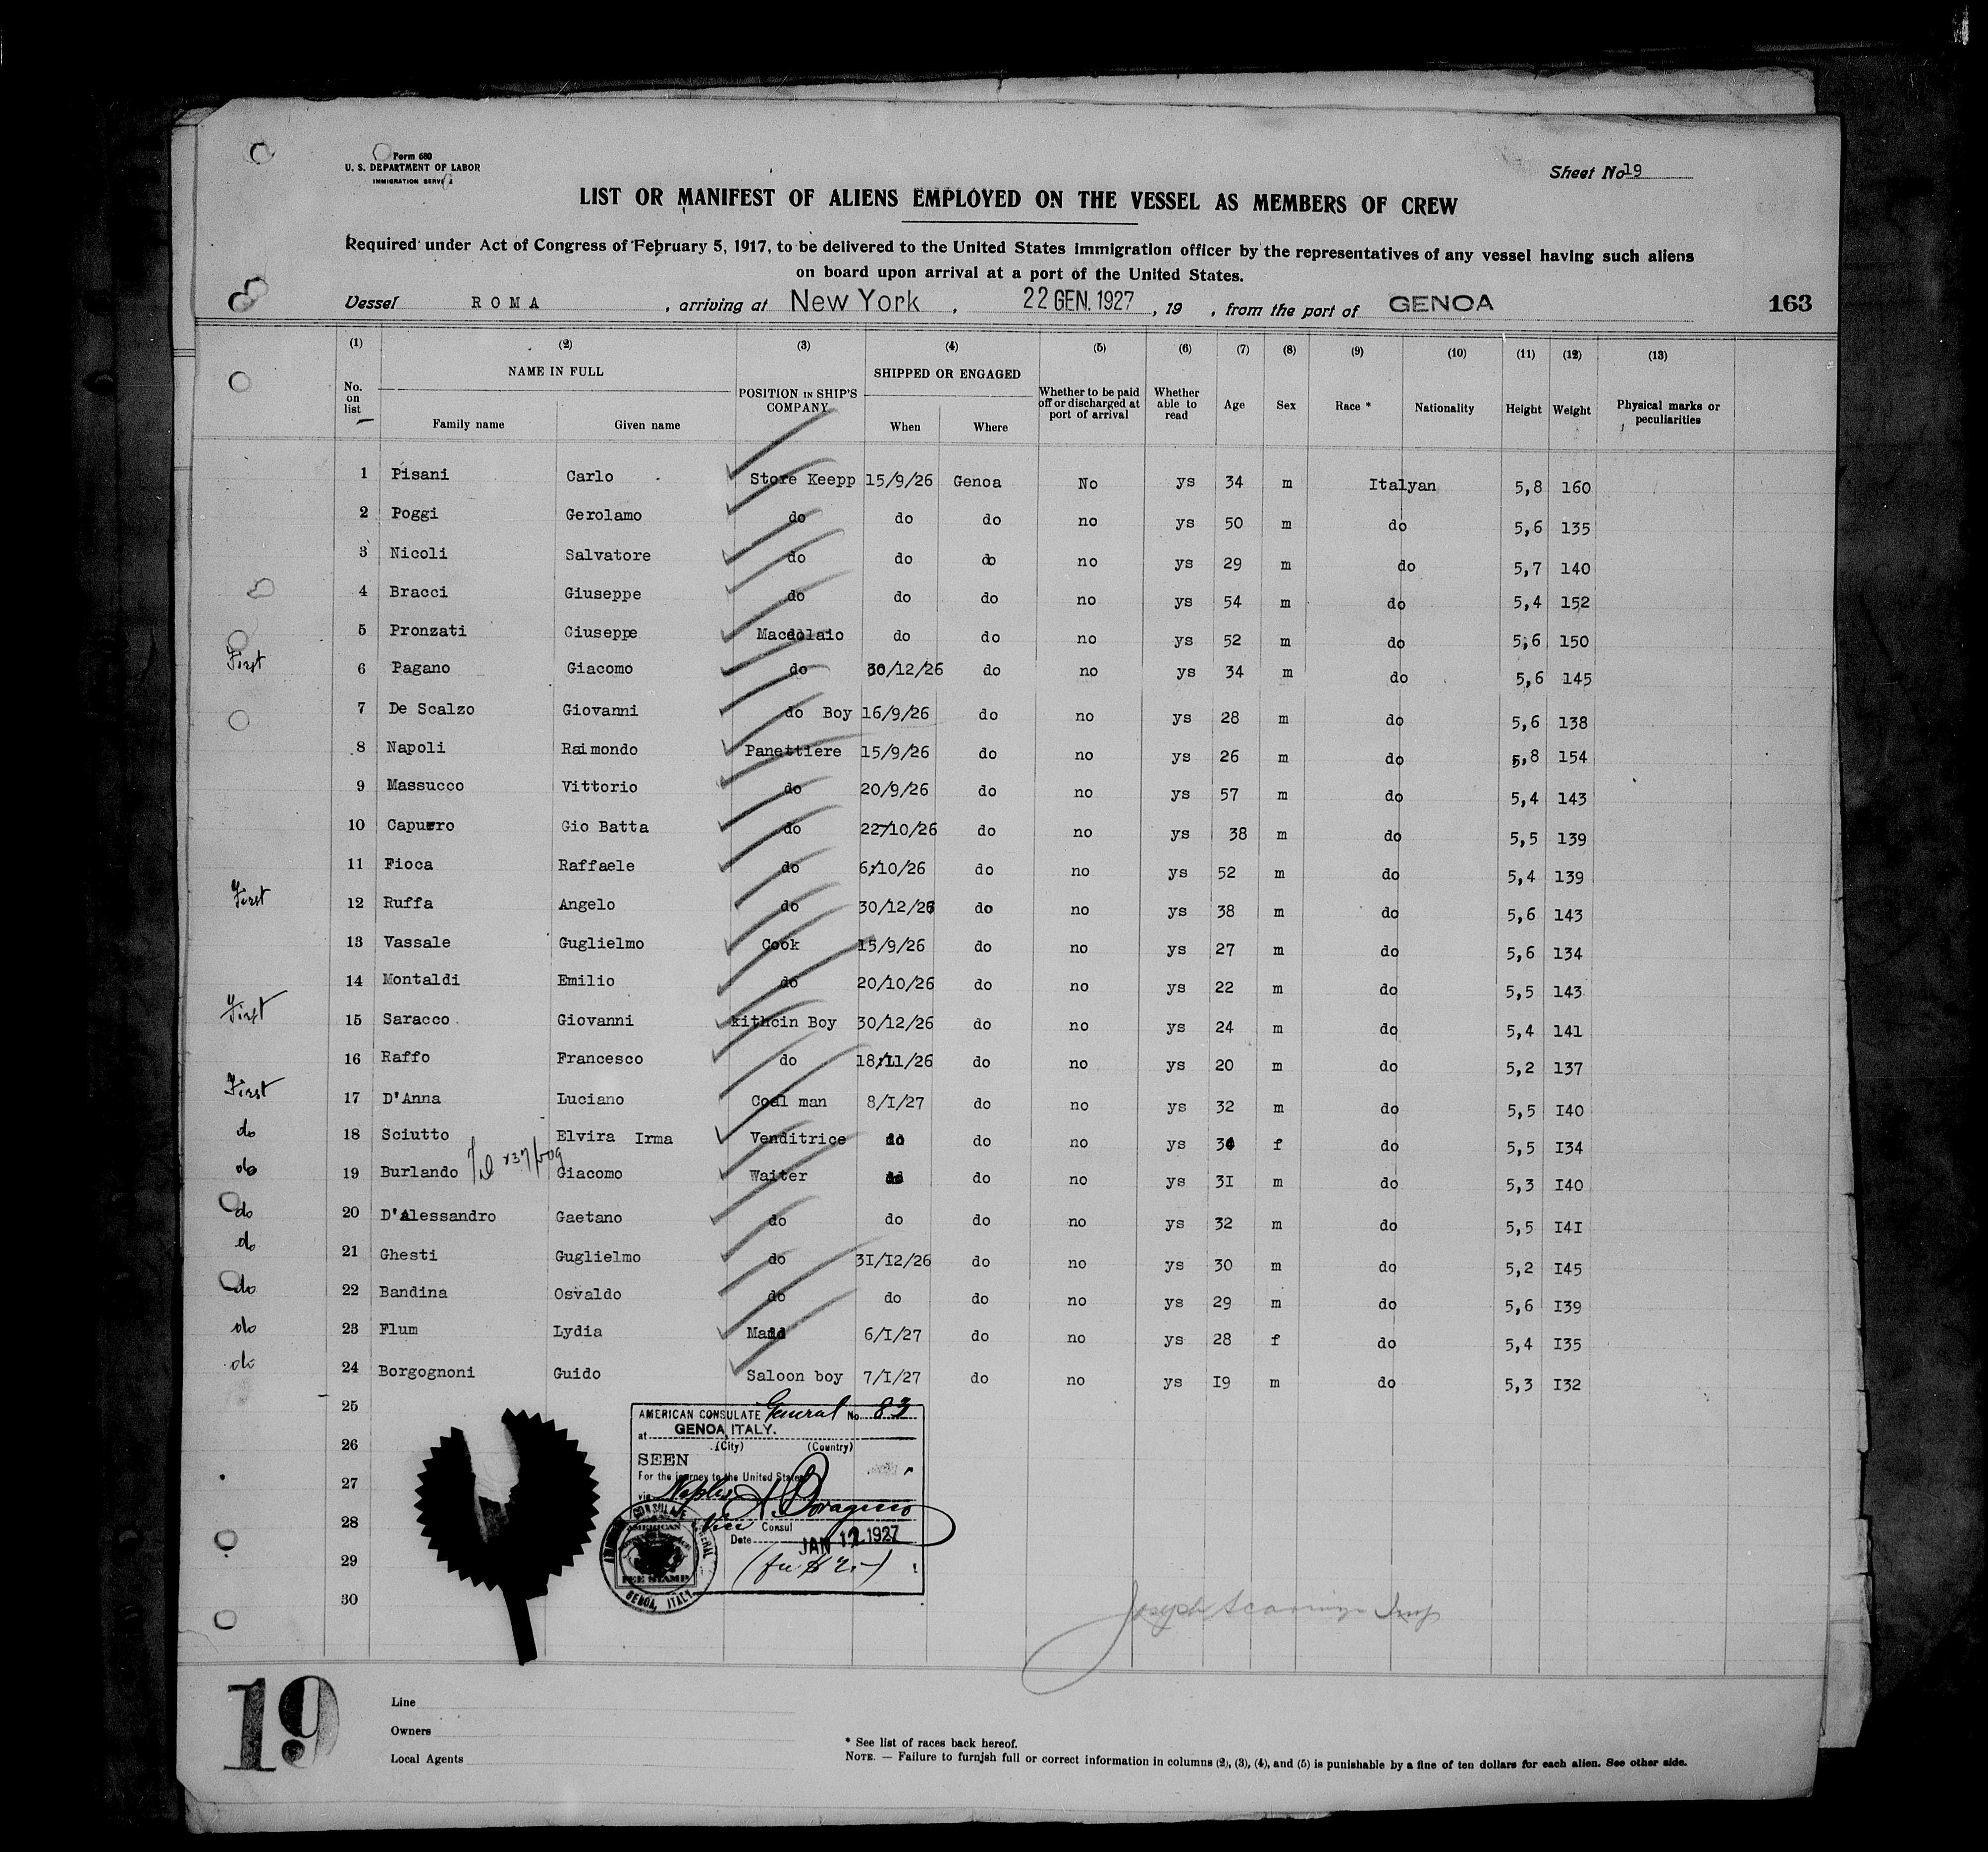 Form 680
U. S. DEPARTMENT OF LABOR
IMMIGRATION SERVICE
Sheet No 19
LIST OR MANIFEST OF ALIENS EMPLOYED ON THE VESSEL AS MEMBERS OF CREW
Required under Act of Congress of February 5, 1917, to be delivered to the United States immigration officer by the representatives of any vessel having such aliens
on board upon arrival at a port of the United States.
Vessel ROMA , arriving at New York , 22 GEN. 1927 , 19 , from the port of GENOA 163
(1) (2) (3) (4) (5) (6) (7) (8) (9) (10) (11) (12) (13)
No. on list NAME IN FULL Family name Given name POSITION IN SHIP'S COMPANY SHIPPED OR ENGAGED When Where Whether to be paid off or discharged at port of arrival Whether able to read Age Sex Race * Nationality Height Weight Physical marks or peculiarities
1 Pisani Carlo Store Keepp 15/9/26 Genoa No ys 34 m Italyan 5,8 160
2 Poggi Gerolamo do do do no ys 50 m do 5,6 135
3 Nicoli Salvatore do do do no ys 29 m do 5,7 140
4 Bracci Giuseppe do do do no ys 54 m do 5,4 152
5 Pronzati Giuseppe Macdolaio do do no ys 52 m do 5,6 150
First 6 Pagano Giacomo do 30/12/26 do no ys 34 m do 5,6 145
7 De Scalzo Giovanni do Boy 16/9/26 do no ys 28 m do 5,6 138
8 Napoli Raimondo Panettiere 15/9/26 do no ys 26 m do 5,8 154
9 Massucco Vittorio do 20/9/26 do no ys 57 m do 5,4 143
10 Capurro Gio Batta do 22/10/26 do no ys 38 m do 5,5 139
11 Fioca Raffaele do 6/10/26 do no ys 52 m do 5,4 139
First 12 Ruffa Angelo do 30/12/26 do no ys 38 m do 5,6 143
13 Vassale Guglielmo Cook 15/9/26 do no ys 27 m do 5,6 134
14 Montaldi Emilio do 20/10/26 do no ys 22 m do 5,5 143
First 15 Saracco Giovanni kithcin Boy 30/12/26 do no ys 24 m do 5,4 141
16 Raffo Francesco do 18/11/26 do no ys 20 m do 5,2 137
First 17 D'Anna Luciano Coal man 8/I/27 do no ys 32 m do 5,5 I40
do 18 Sciutto Elvira Irma Venditrice do do no ys 34 f do 5,5 I34
do 19 Burlando Giacomo Waiter do do no ys 3I m do 5,3 I40
do 20 D'Alessandro Gaetano do do do no ys 32 m do 5,5 I4I
do 21 Ghesti Guglielmo do 3I/I2/26 do no ys 30 m do 5,2 I45
do 22 Bandina Osvaldo do do do no ys 29 m do 5,6 I39
do 23 Flum Lydia Maid 6/I/27 do no ys 28 f do 5,4 I35
do 24 Borgognoni Guido Saloon boy 7/I/27 do no ys I9 m do 5,3 I32
25
26
27
28
29
30
AMERICAN CONSULATE General No. 83
at GENOA, ITALY.
(City) (Country)
SEEN
For the journey to the United States
via Naples
Vice Consul
Date JAN 12 1927
AMERICAN CONSULATE GENERAL
AMERICAN
FEE STAMP
GENOA, ITALY
Joseph
19
Line
Owners
Local Agents
* See list of races back hereof.
NOTE. — Failure to furnish full or correct information in columns (2), (3), (4), and (5) is punishable by a fine of ten dollars for each alien. See other side.